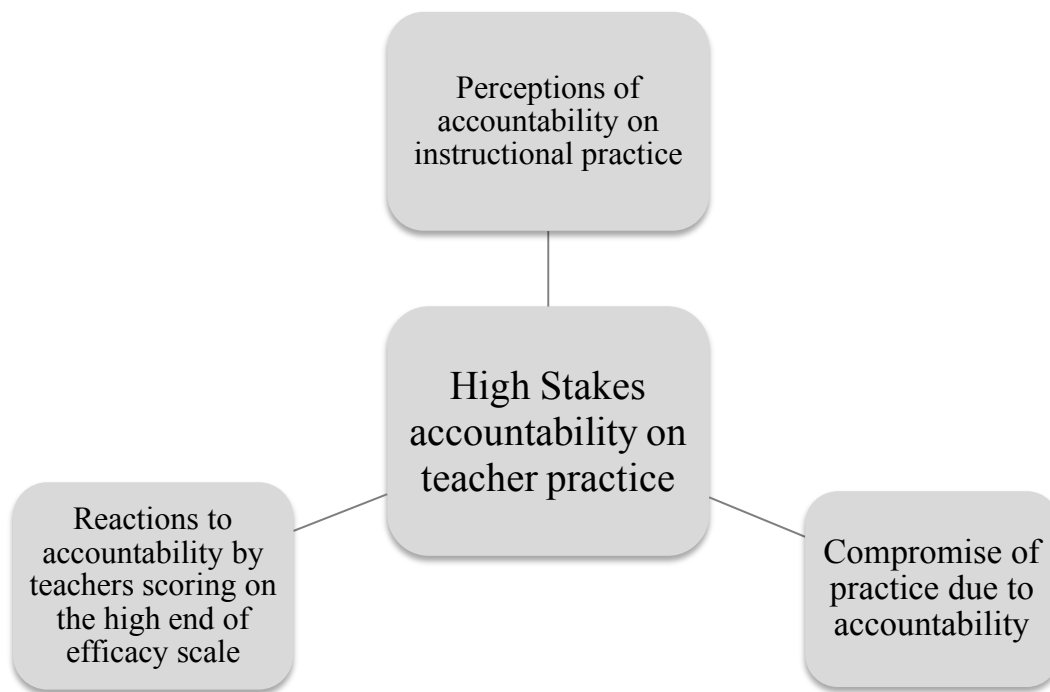 Perceptions of
accountability on
instructional practice
High Stakes
accountability on
teacher practice
Reactions to
accountability by
teachers scoring on
the high end of
efficacy scale
Compromise of
practice due to
accountability